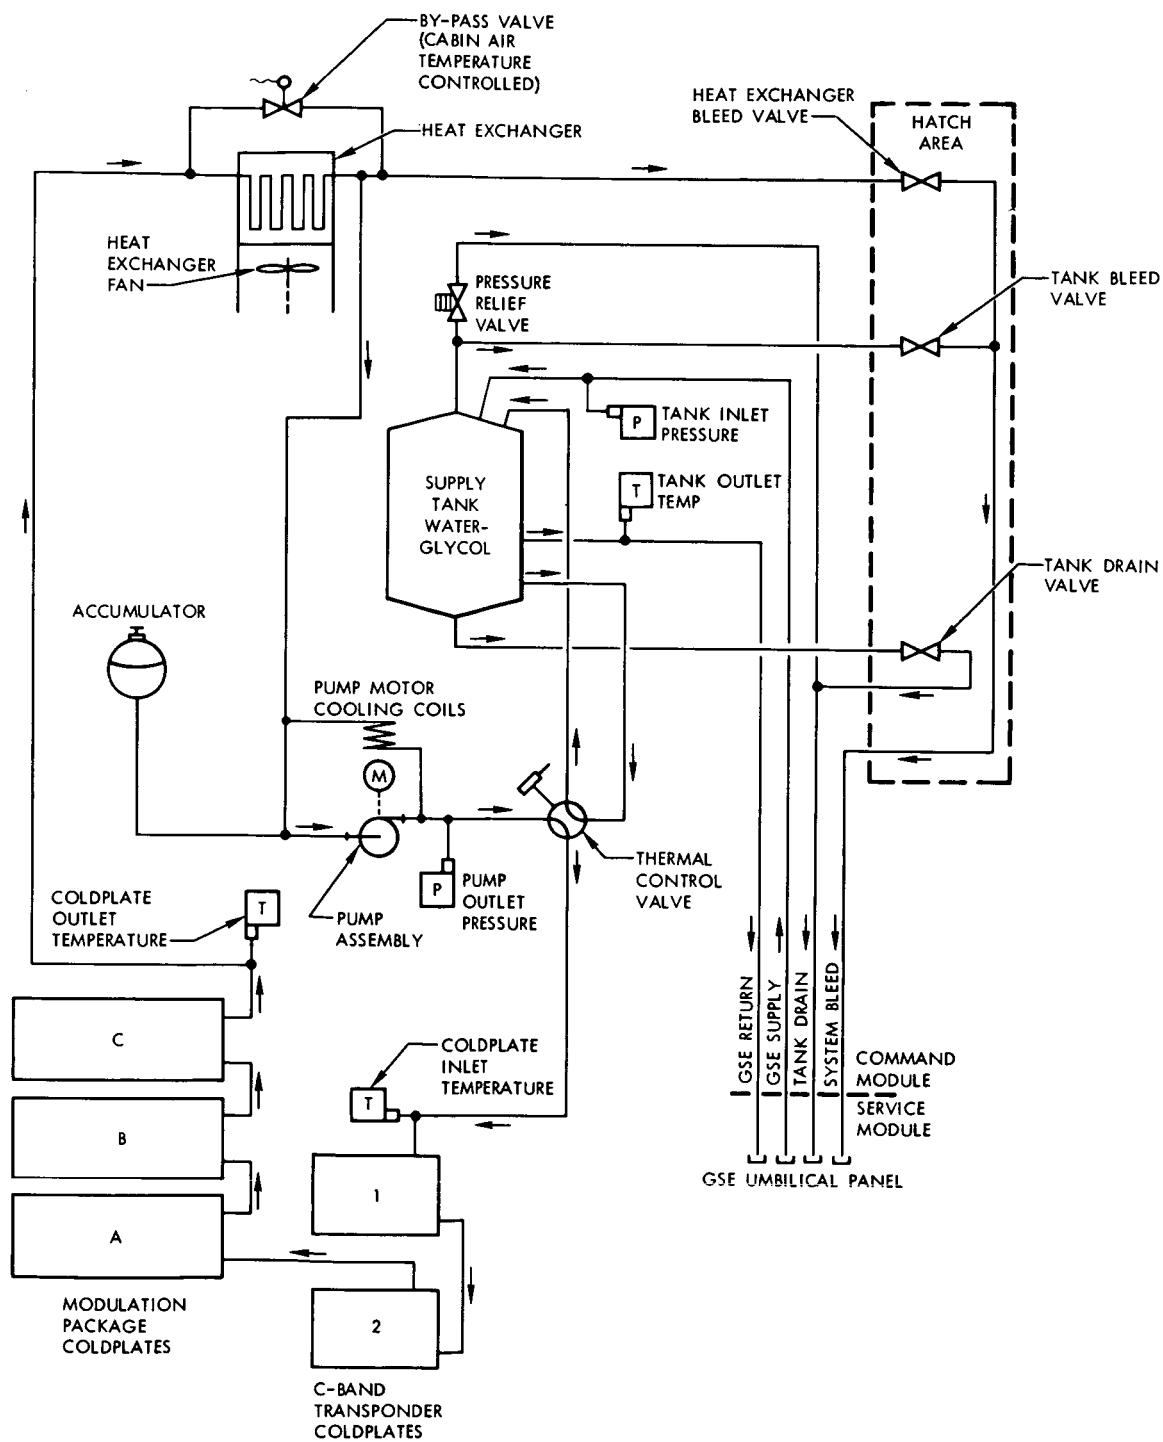 BY-PASS VALVE
(CABIN AIR
TEMPERATURE
CONTROLLED)
HEAT EXCHANGER
BLEED VALVE
HATCH
AREA
HEAT EXCHANGER
HEAT
EXCHANGER
FAN
PRESSURE
RELIEF
VALVE
TANK BLEED
VALVE
P
TANK INLET
PRESSURE
SUPPLY
TANK
WATER-
GLYCOL
T
TANK OUTLET
TEMP
TANK DRAIN
VALVE
ACCUMULATOR
PUMP MOTOR
COOLING COILS
M
THERMAL
CONTROL
VALVE
P
PUMP
OUTLET
PRESSURE
PUMP
ASSEMBLY
COLDPLATE
OUTLET
TEMPERATURE
T
GSE RETURN
GSE SUPPLY
TANK DRAIN
SYSTEM BLEED
COMMAND
MODULE
SERVICE
MODULE
GSE UMBILICAL PANEL
C
B
A
MODULATION
PACKAGE
COLDPLATES
COLDPLATE
INLET
TEMPERATURE
T
1
2
C-BAND
TRANSPONDER
COLDPLATES